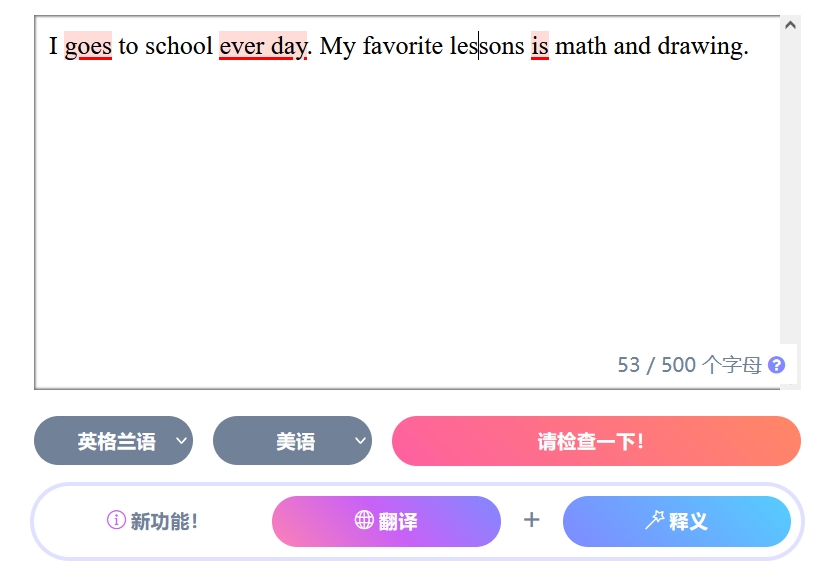 I goes to school ever day. My favorite lessons is math and drawing.
53 / 500 个字母 ?
英格兰语
美语
请检查一下!
新功能!
翻译
+
释义